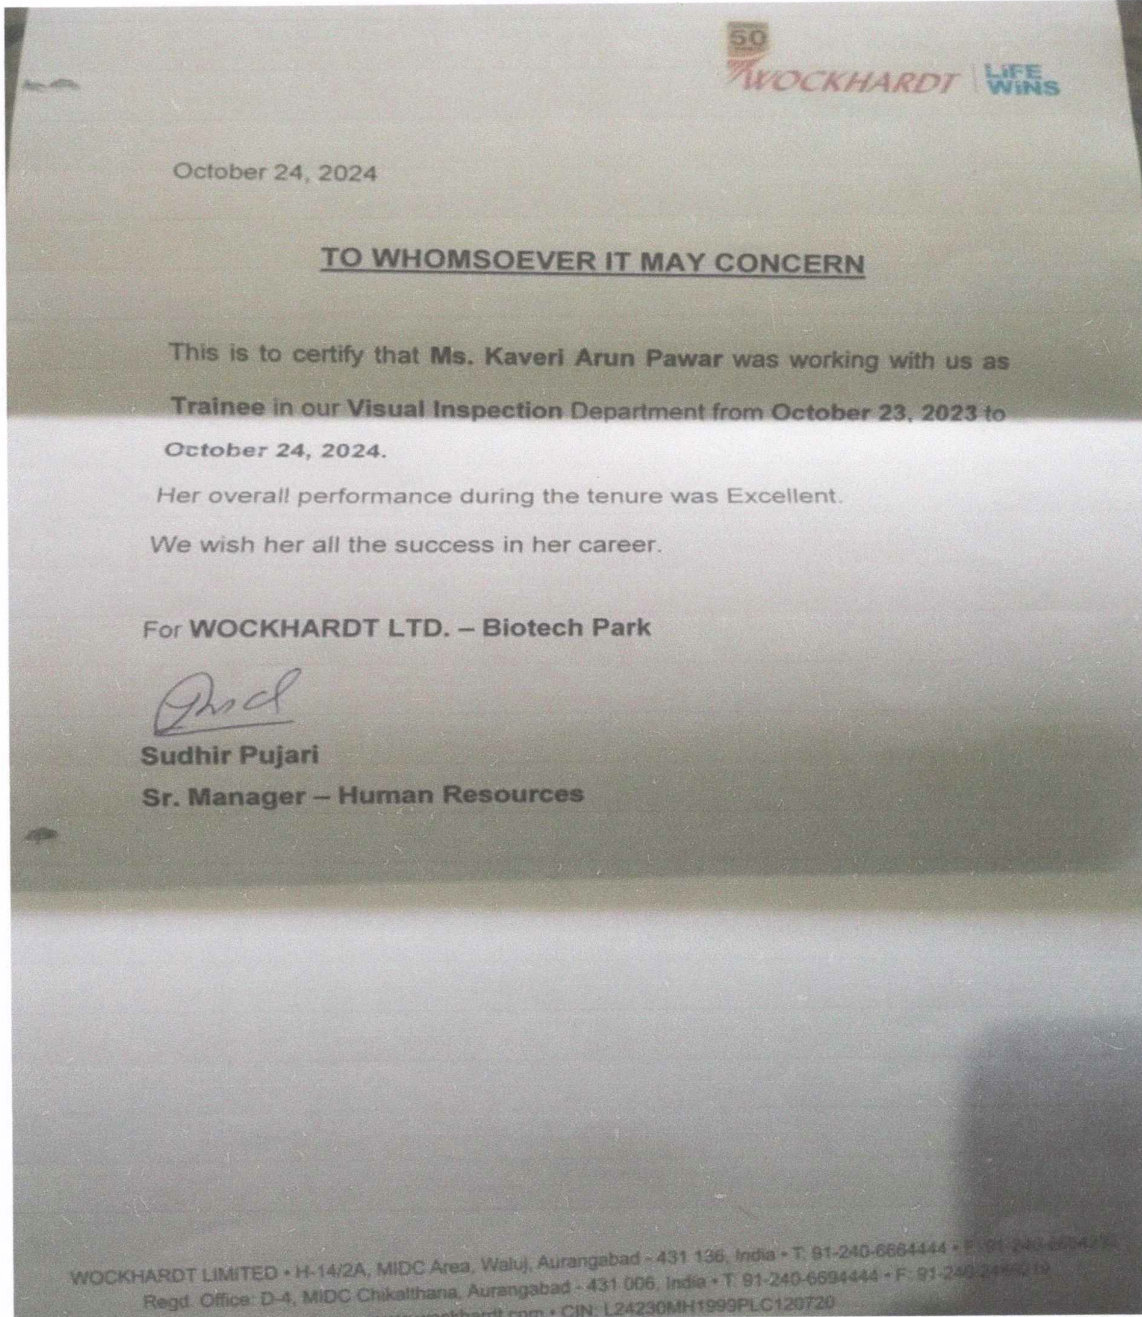 50
WOCKHARDT
LiFE
WiNS
October 24, 2024
TO WHOMSOEVER IT MAY CONCERN
This is to certify that Ms. Kaveri Arun Pawar was working with us as
Trainee in our Visual Inspection Department from October 23, 2023 to
October 24, 2024.
Her overall performance during the tenure was Excellent.
We wish her all the success in her career.
For WOCKHARDT LTD. – Biotech Park
Sudhir Pujari
Sr. Manager – Human Resources
WOCKHARDT LIMITED • H-14/2A, MIDC Area, Waluj, Aurangabad - 431 136, India • T: 91-240-6664444 • F:
Regd. Office: D-4, MIDC Chikalthana, Aurangabad - 431 006, India • T: 91-240-6694444 • F: 91-240-
• CIN: L24230MH1999PLC120720